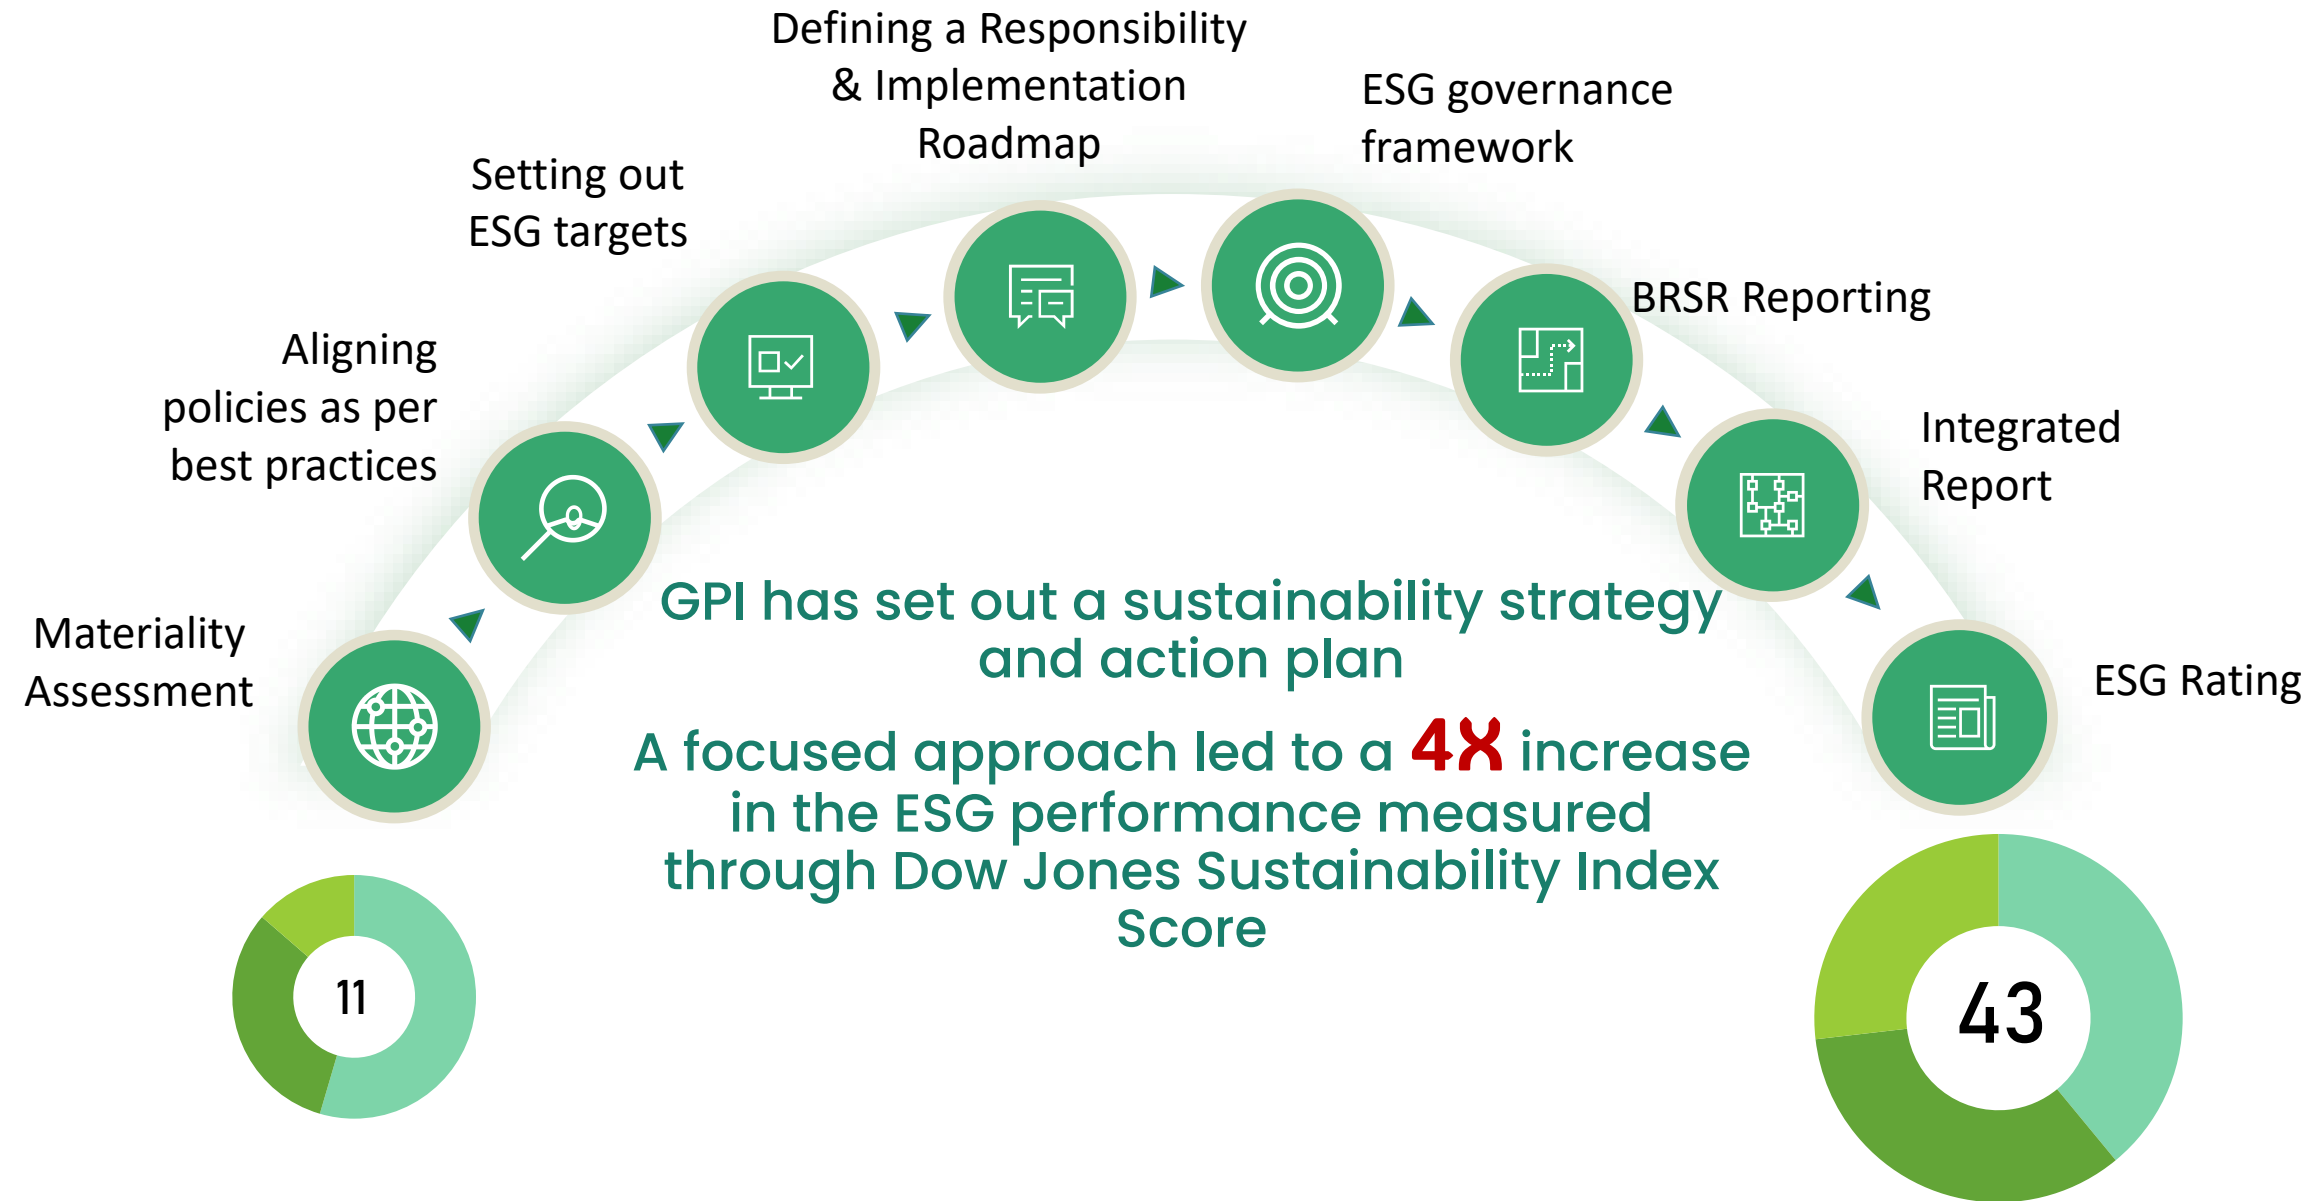 Materiality
Assessment
Aligning
policies as per
best practices
Setting out
ESG targets
Defining a Responsibility
& Implementation
Roadmap
ESG governance
framework
BRSR Reporting
Integrated
Report
ESG Rating
GPI has set out a sustainability strategy
and action plan
A focused approach led to a 4X increase
in the ESG performance measured
through Dow Jones Sustainability Index
Score
11
43